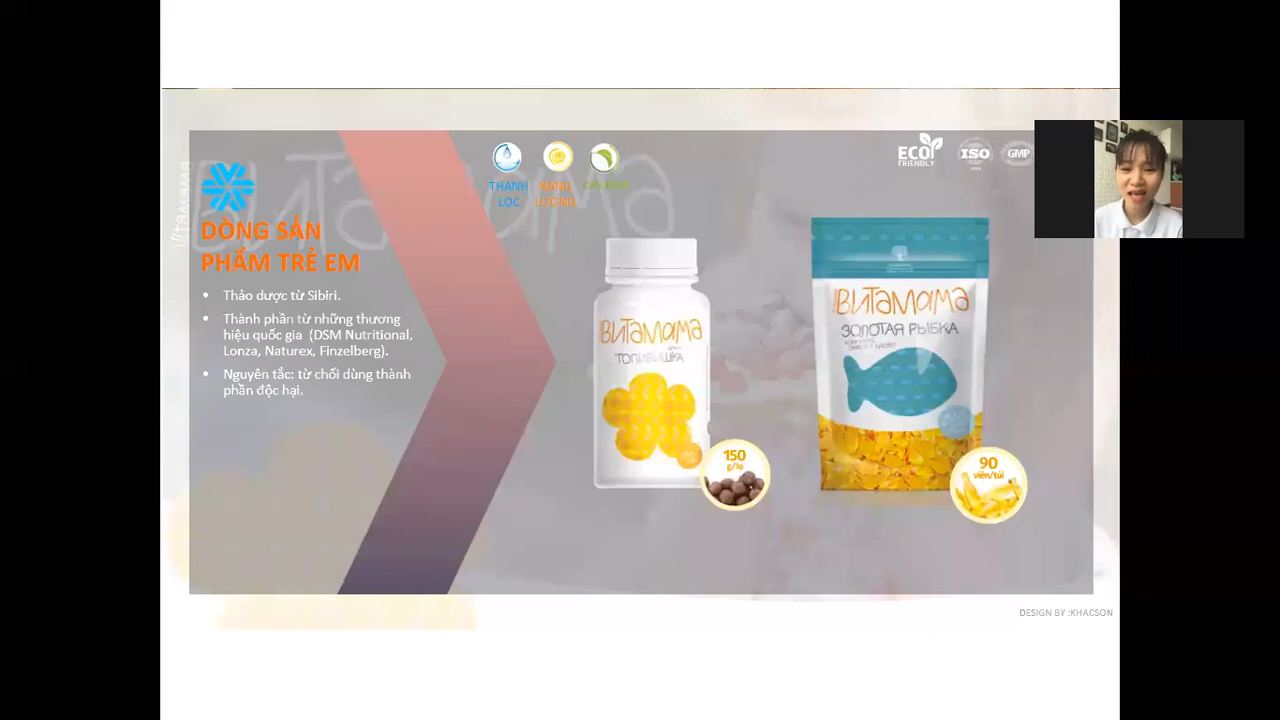 THANH
LỌC
NĂNG
LƯỢNG
ECO
FRIENDLY
ISO
GMP
Vitamama
Витамама
DÒNG SẢN
PHẨM TRẺ EM
• Thảo dược từ Sibiri.
• Thành phần từ những thương
hiệu quốc gia (DSM Nutritional,
Lonza, Naturex, Finzelberg).
• Nguyên tắc: từ chối dùng thành
phần độc hại.
Витамама
ТОПИВИШКА
150
g/lọ
Витамама
ЗОЛОТАЯ РЫБКА
90
viên/túi
DESIGN BY :KHACSON